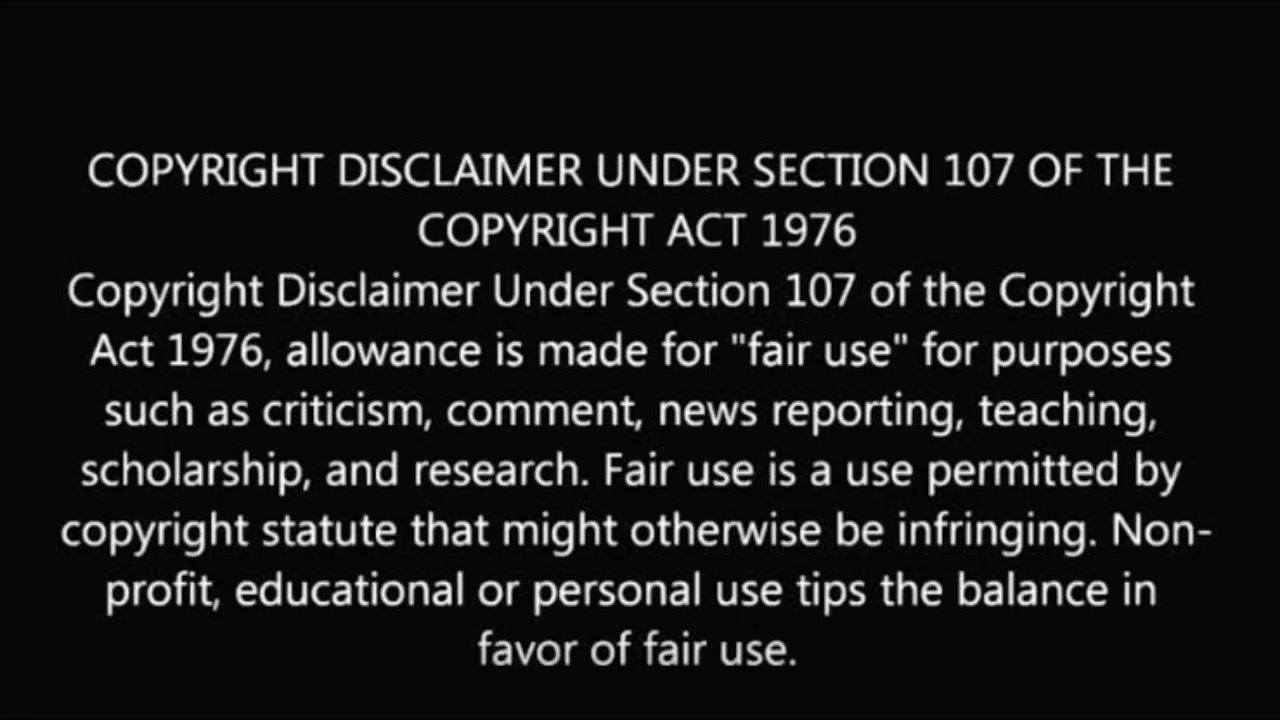 COPYRIGHT DISCLAIMER UNDER SECTION 107 OF THE
COPYRIGHT ACT 1976
Copyright Disclaimer Under Section 107 of the Copyright
Act 1976, allowance is made for "fair use" for purposes
such as criticism, comment, news reporting, teaching,
scholarship, and research. Fair use is a use permitted by
copyright statute that might otherwise be infringing. Non-
profit, educational or personal use tips the balance in
favor of fair use.